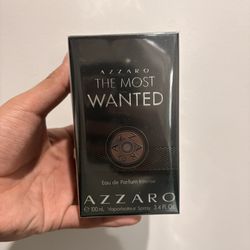 AZZARO
THE MOST
WANTED
Eau de Parfum Intense
AZZARO
℮ 100 mL Vaporisateur Spray 3.4 FL.OZ